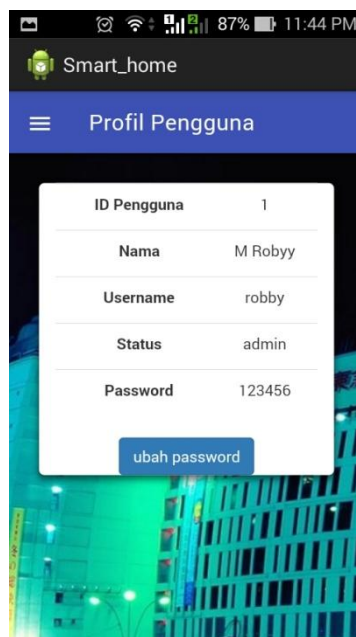 87% 11:44 PM
Smart_home
Profil Pengguna
ID Pengguna 1
Nama M Robyy
Username robby
Status admin
Password 123456
ubah password